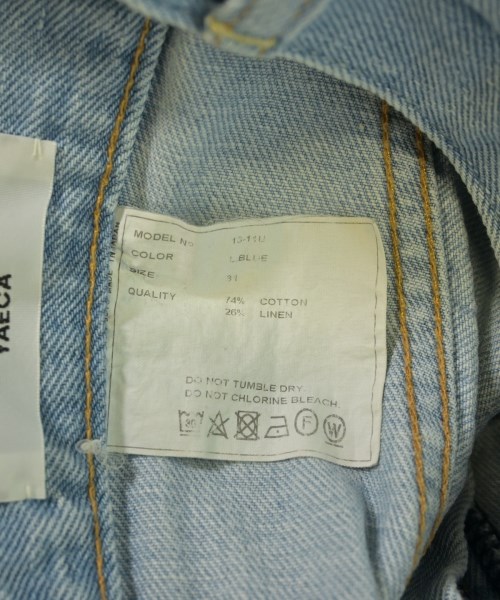 YAECA
MODEL No
COLOR L.BLUE
SIZE 31
QUALITY 74% COTTON
26% LINEN
DO NOT TUMBLE DRY.
DO NOT CHLORINE BLEACH.
30 F W